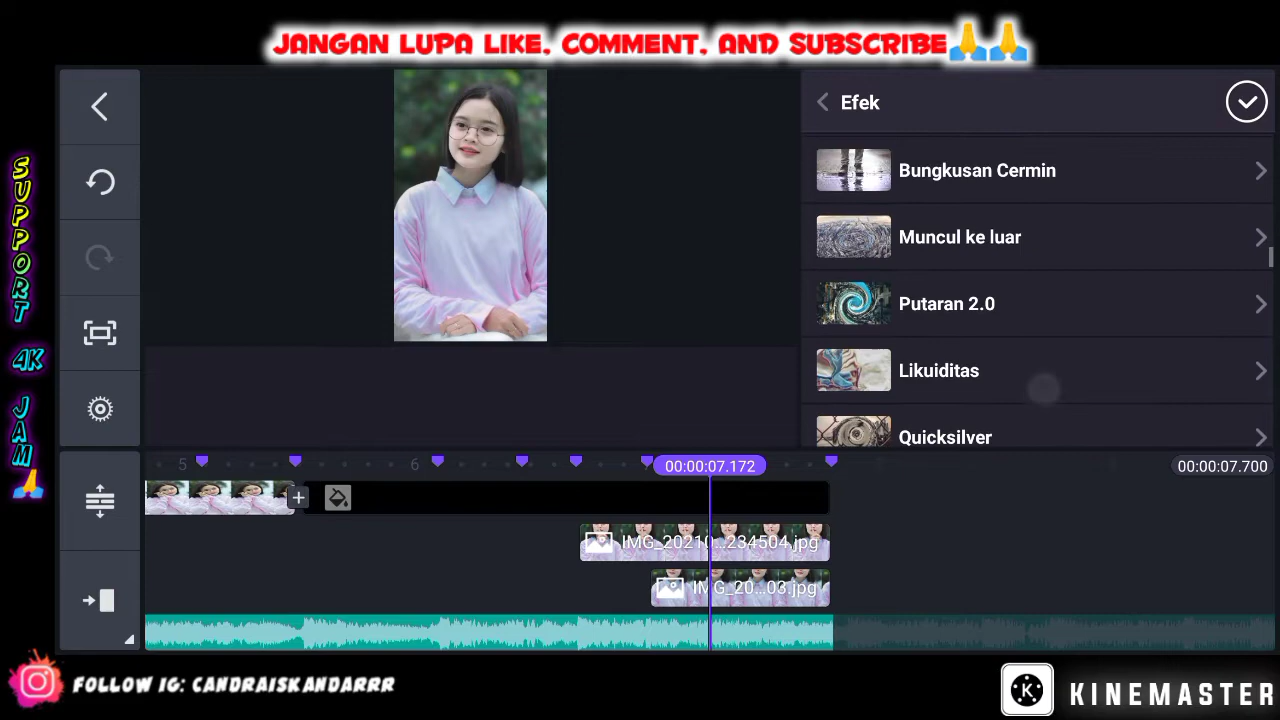 JANGAN LUPA LIKE, COMMENT, AND SUBSCRIBE🙏🙏
SUPPORT 4K JAM🙏
Efek
Bungkusan Cermin
Muncul ke luar
Putaran 2.0
Likuiditas
Quicksilver
5
6
00:00:07.172
00:00:07.700
IMG_20210...234504.jpg
IMG_20...03.jpg
FOLLOW IG: CANDRAISKANDARRR
K
KINEMASTER